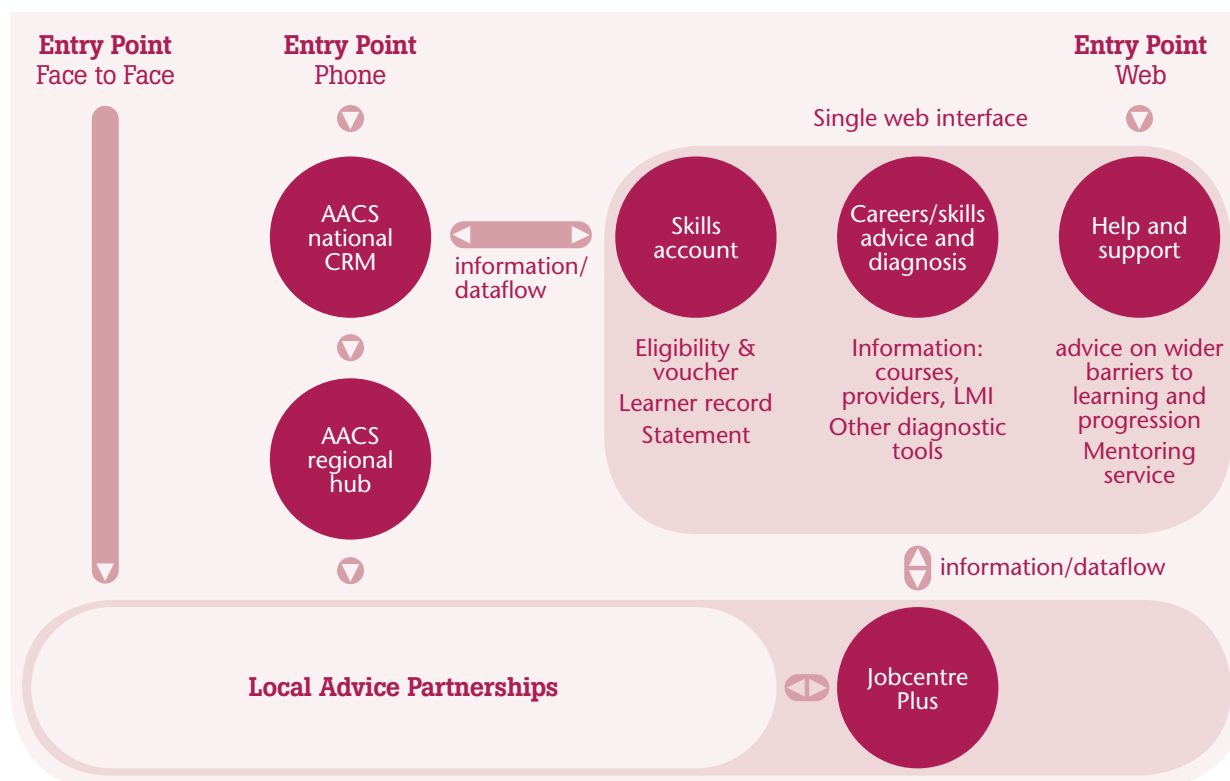 Entry Point
Face to Face
Entry Point
Phone
Entry Point
Web
Single web interface
AACS
national
CRM
information/
dataflow
Skills
account
Careers/skills
advice and
diagnosis
Help and
support
Eligibility &
voucher
Learner record
Statement
Information:
courses,
providers, LMI
Other diagnostic
tools
advice on wider
barriers to
learning and
progression
Mentoring
service
AACS
regional
hub
information/dataflow
Local Advice Partnerships
Jobcentre
Plus